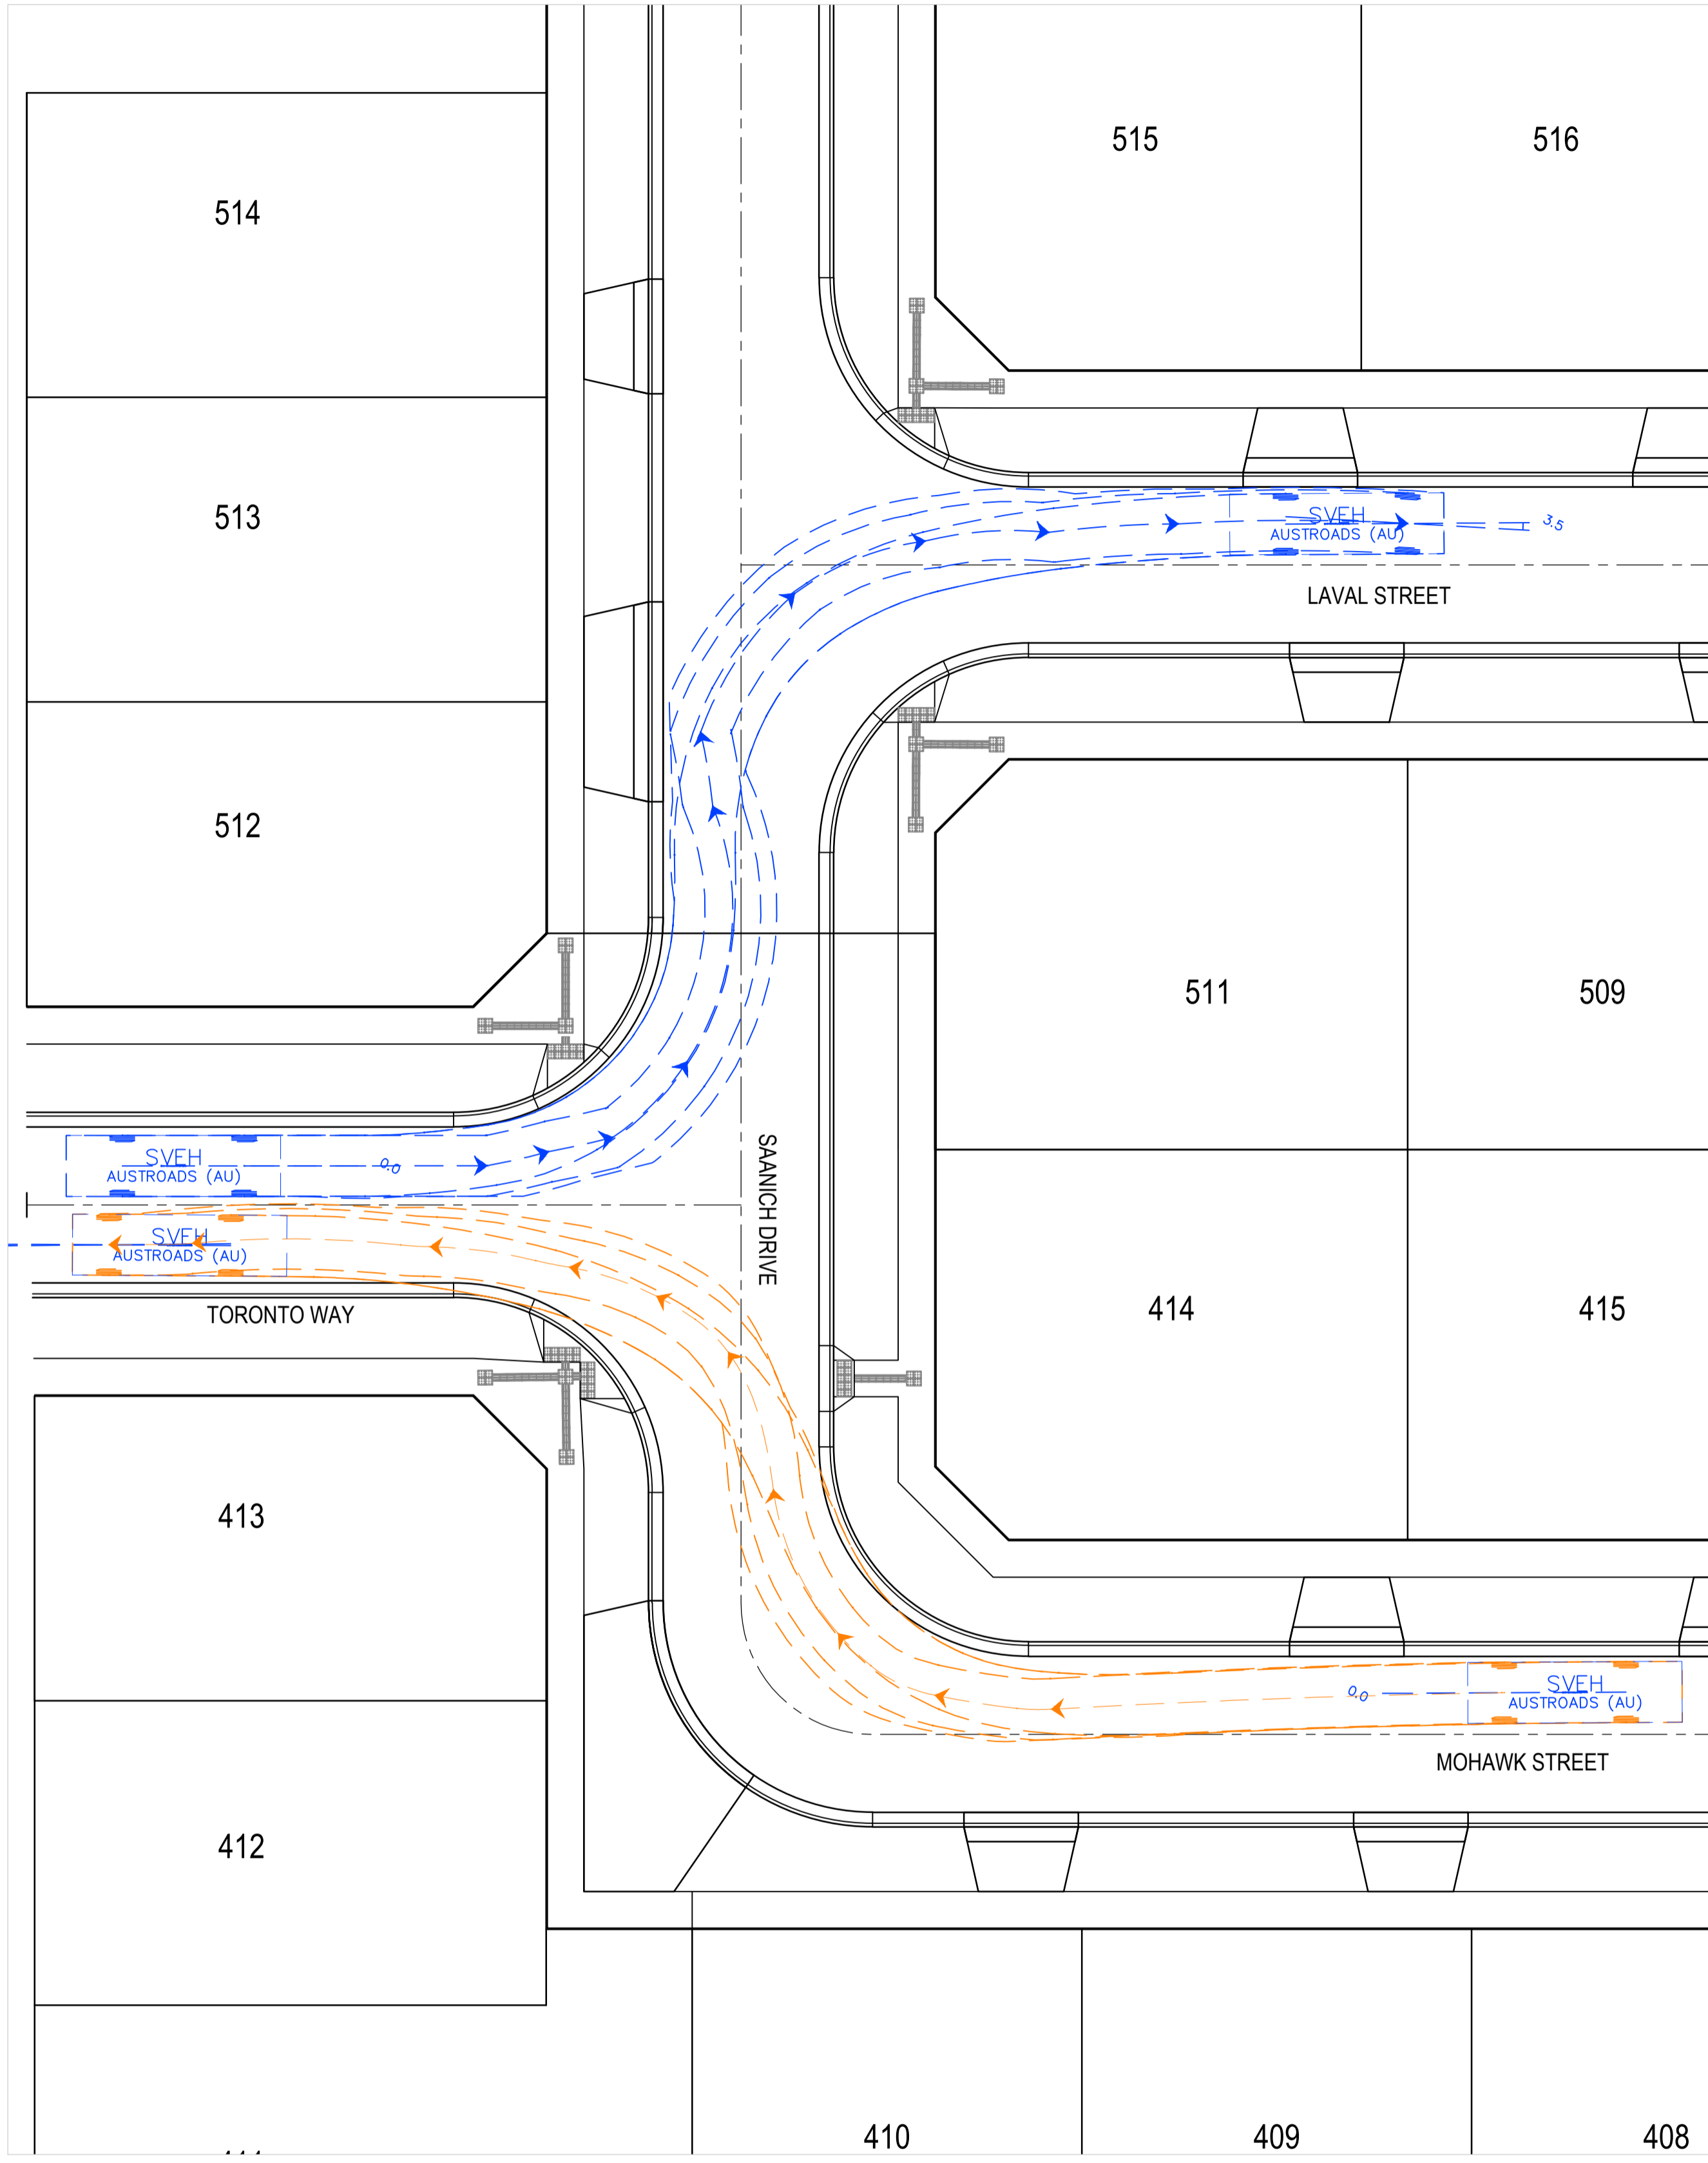 515
516
514
513
SVEH
AUSTROADS (AU)
3.5
LAVAL STREET
512
511
509
SVEH
AUSTROADS (AU)
0.0
SAANICH DRIVE
SVEH
AUSTROADS (AU)
TORONTO WAY
414
415
413
SVEH
AUSTROADS (AU)
0.0
MOHAWK STREET
412
410
409
408